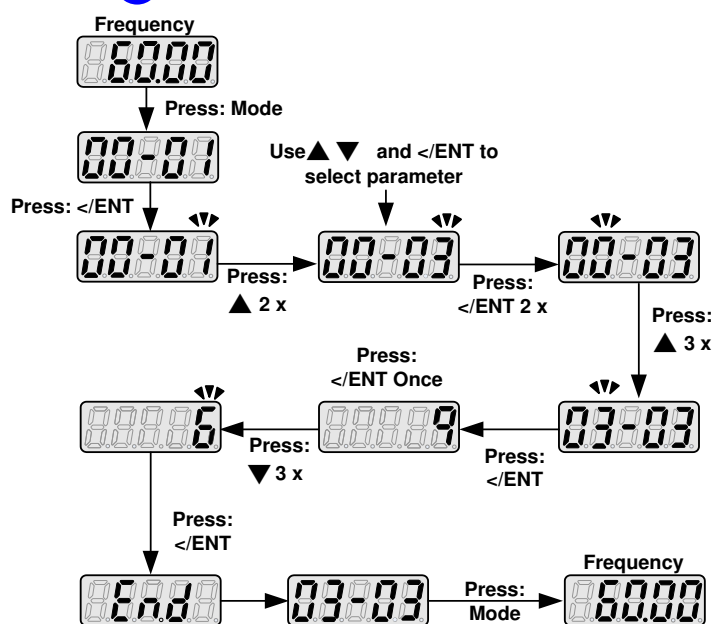 Frequency
60.00
Press: Mode
00-01
Use▲ ▼ and </ENT to
select parameter
Press: </ENT
00-01
Press:
▲ 2 x
00-03
Press:
</ENT 2 x
00-03
Press:
▲ 3 x
Press:
</ENT Once
6
Press:
▼ 3 x
9
Press:
</ENT
03-03
Press:
</ENT
Frequency
End
03-03
Press:
Mode
60.00